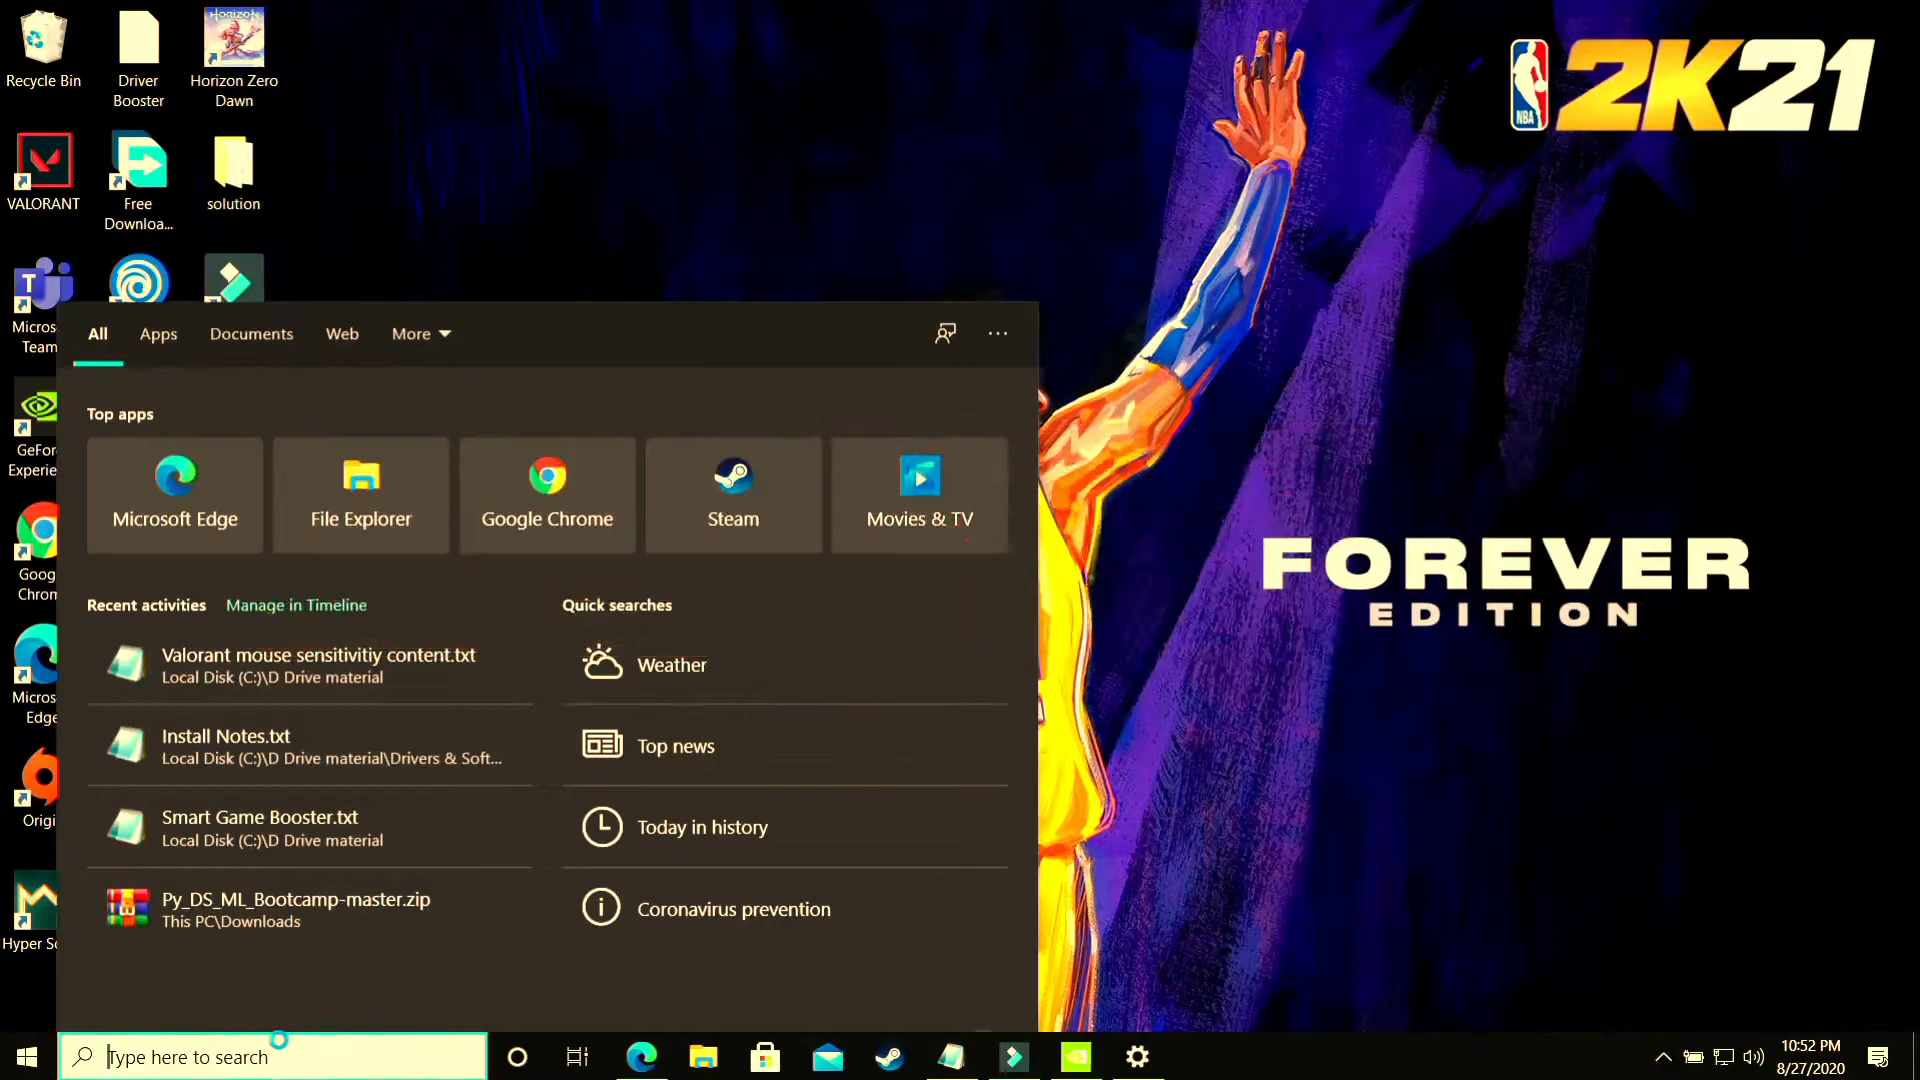 Recycle Bin
Driver
Booster
HORIZON
Horizon Zero
Dawn
VALORANT
Free
Downloa...
solution
T
Micros
Team
GeFor
Experie
Goog
Chrom
Micros
Edge
Origi
Hyper Sc
NBA
2K21
FOREVER
EDITION
All
Apps
Documents
Web
More
Top apps
Microsoft Edge
File Explorer
Google Chrome
Steam
Movies & TV
Recent activities
Manage in Timeline
Valorant mouse sensitivitiy content.txt
Local Disk (C:)\D Drive material
Install Notes.txt
Local Disk (C:)\D Drive material\Drivers & Soft...
Smart Game Booster.txt
Local Disk (C:)\D Drive material
Py_DS_ML_Bootcamp-master.zip
This PC\Downloads
Quick searches
Weather
Top news
Today in history
Coronavirus prevention
Type here to search
10:52 PM
8/27/2020